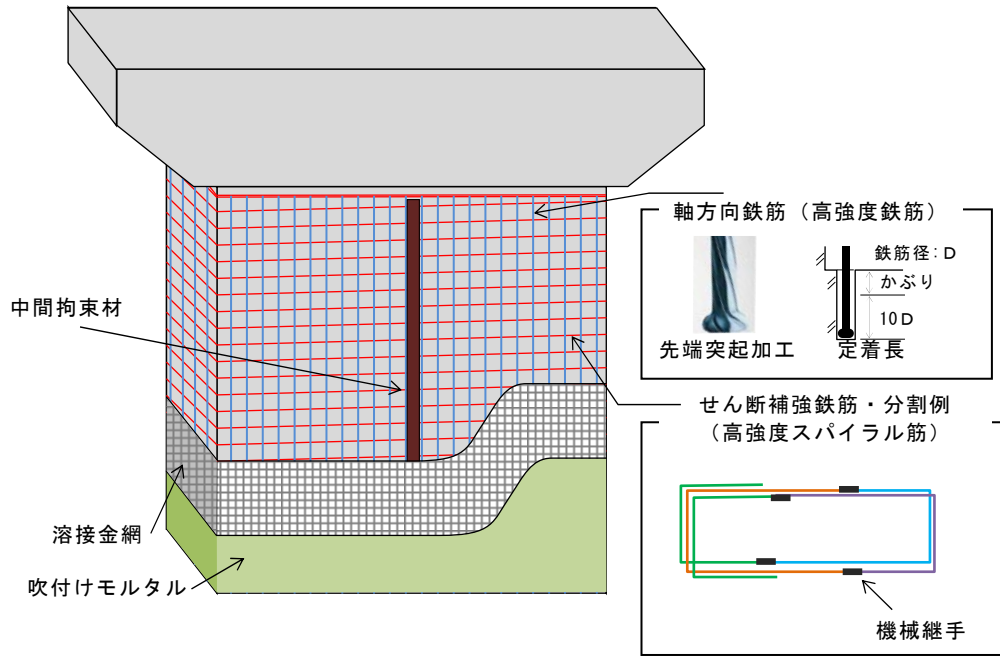 軸方向鉄筋（高強度鉄筋）
鉄筋径：D
かぶり
10D
先端突起加工
定着長
中間拘束材
せん断補強鉄筋・分割例
（高強度スパイラル筋）
溶接金網
吹付けモルタル
機械継手